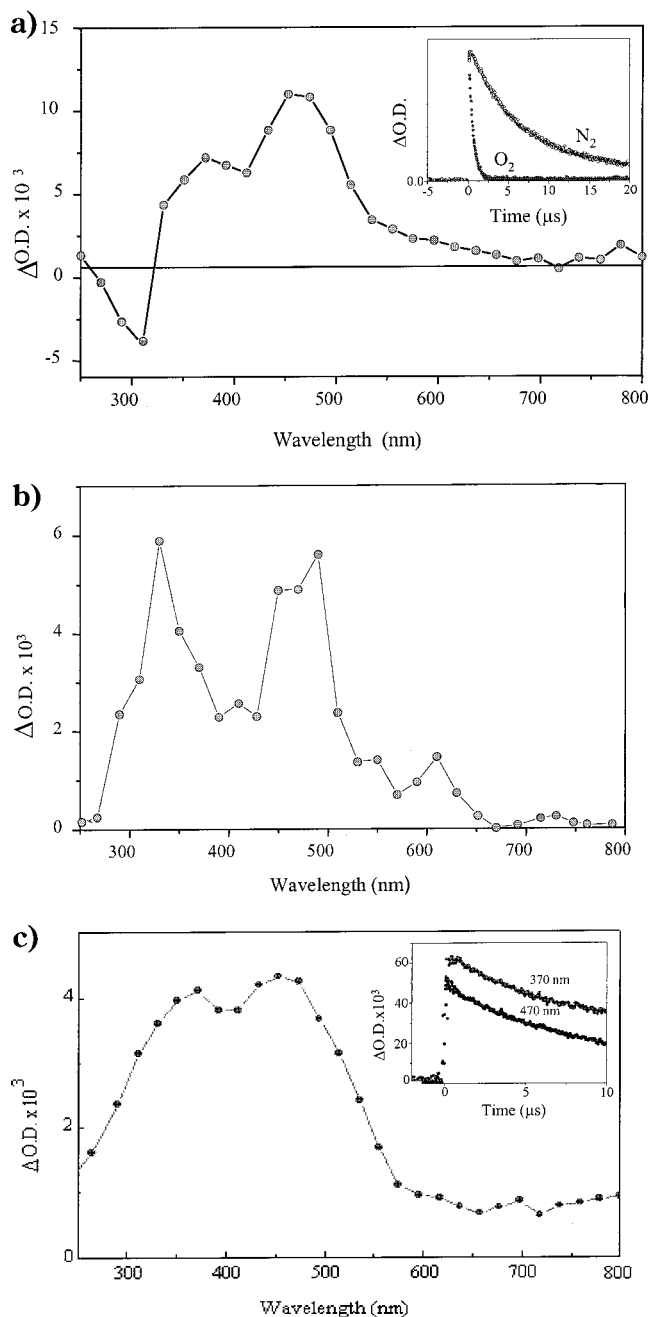 a)
15
10
5
0
-5
ΔO.D. x 10³
300
400
500
600
700
800
Wavelength (nm)
ΔO.D.
0.0
N₂
O₂
-5
0
5
10
15
20
Time (µs)
b)
6
4
2
0
ΔO.D. x 10³
300
400
500
600
700
800
Wavelength (nm)
c)
4
2
0
ΔO.D. x10³
300
400
500
600
700
800
Wavelength (nm)
60
40
20
0
ΔO.D.x10³
370 nm
470 nm
0
5
10
Time (µs)